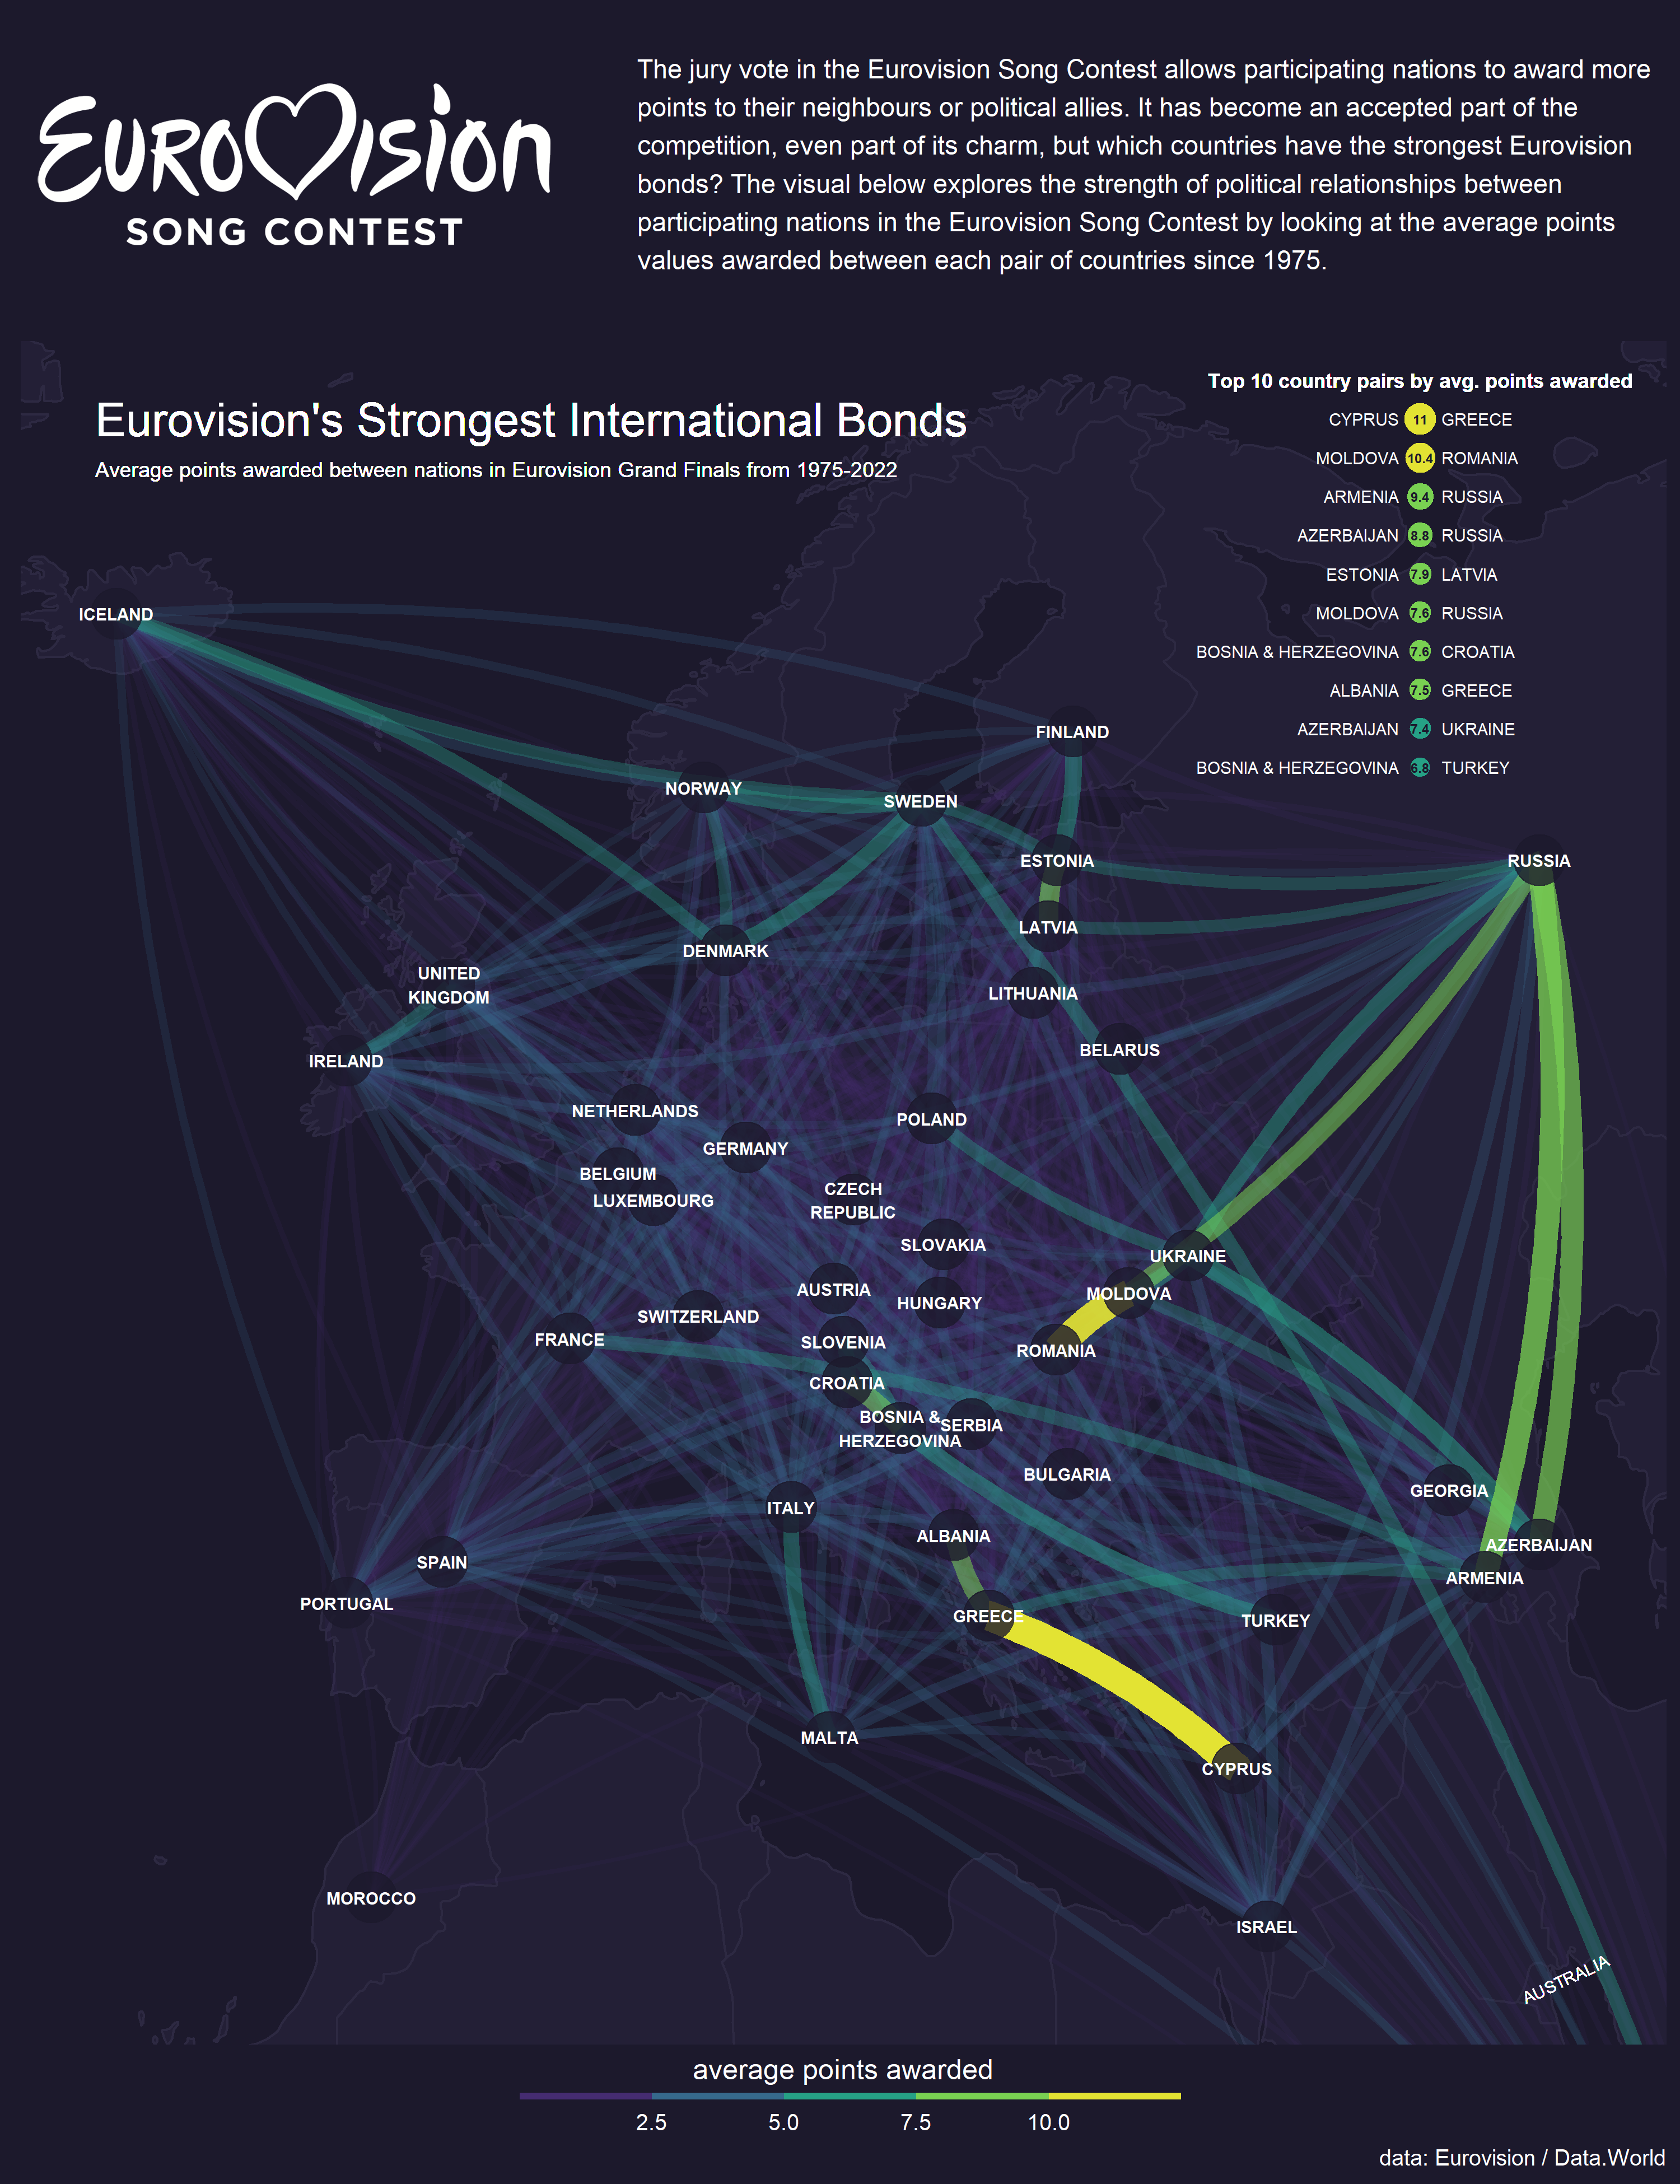 EUROVISION
SONG CONTEST
The jury vote in the Eurovision Song Contest allows participating nations to award more
points to their neighbours or political allies. It has become an accepted part of the
competition, even part of its charm, but which countries have the strongest Eurovision
bonds? The visual below explores the strength of political relationships between
participating nations in the Eurovision Song Contest by looking at the average points
values awarded between each pair of countries since 1975.
Eurovision's Strongest International Bonds
Average points awarded between nations in Eurovision Grand Finals from 1975-2022
Top 10 country pairs by avg. points awarded
CYPRUS 11 GREECE
MOLDOVA 10.4 ROMANIA
ARMENIA 9.4 RUSSIA
AZERBAIJAN 8.8 RUSSIA
ESTONIA 7.9 LATVIA
MOLDOVA 7.6 RUSSIA
BOSNIA & HERZEGOVINA 7.6 CROATIA
ALBANIA 7.5 GREECE
AZERBAIJAN 7.4 UKRAINE
BOSNIA & HERZEGOVINA 6.8 TURKEY
ICELAND
FINLAND
NORWAY
SWEDEN
ESTONIA
RUSSIA
LATVIA
DENMARK
UNITED
KINGDOM
LITHUANIA
BELARUS
IRELAND
NETHERLANDS
POLAND
GERMANY
BELGIUM
LUXEMBOURG
CZECH
REPUBLIC
SLOVAKIA
UKRAINE
AUSTRIA
MOLDOVA
HUNGARY
SWITZERLAND
FRANCE
SLOVENIA
ROMANIA
CROATIA
BOSNIA &
HERZEGOVINA
SERBIA
BULGARIA
GEORGIA
ITALY
ALBANIA
AZERBAIJAN
SPAIN
ARMENIA
PORTUGAL
GREECE
TURKEY
MALTA
CYPRUS
MOROCCO
ISRAEL
AUSTRALIA
average points awarded
2.5 5.0 7.5 10.0
data: Eurovision / Data.World